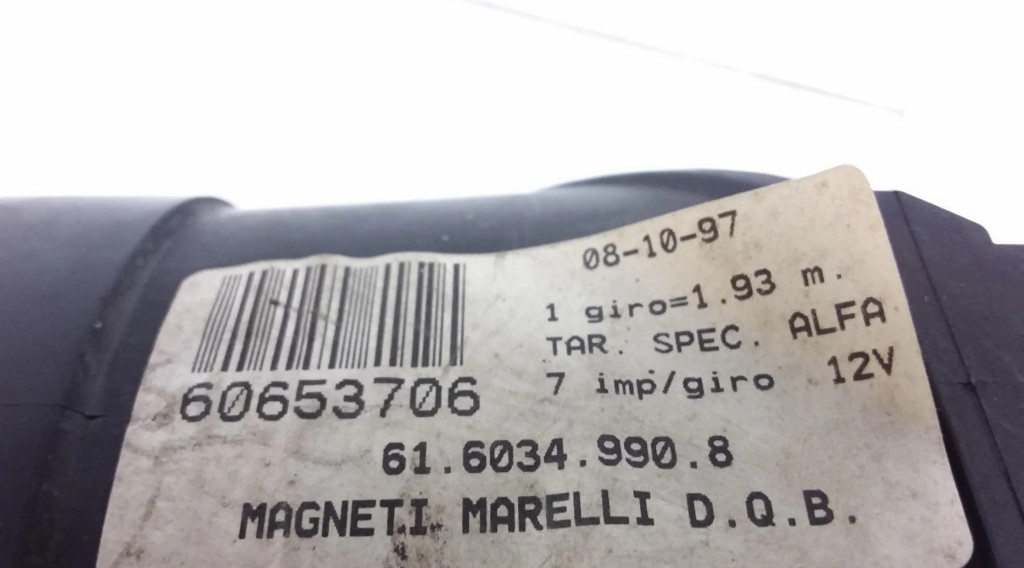 08-10-97
1 giro=1.93 m.
TAR. SPEC. ALFA
7 imp/giro 12V
60653706
61.6034.990.8
MAGNETI MARELLI D.Q.B.